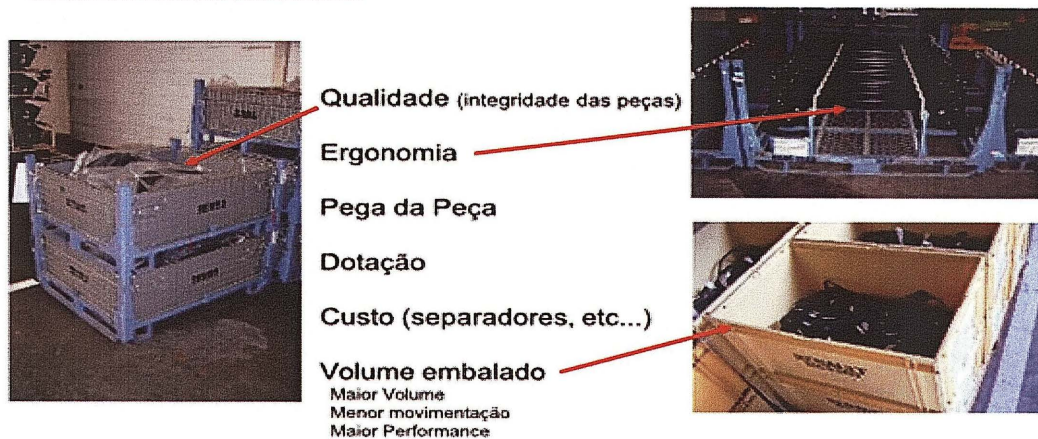 Qualidade (integridade das peças)
Ergonomia
Pega da Peça
Dotação
Custo (separadores, etc...)
Volume embalado
Maior Volume
Menor movimentação
Maior Performance